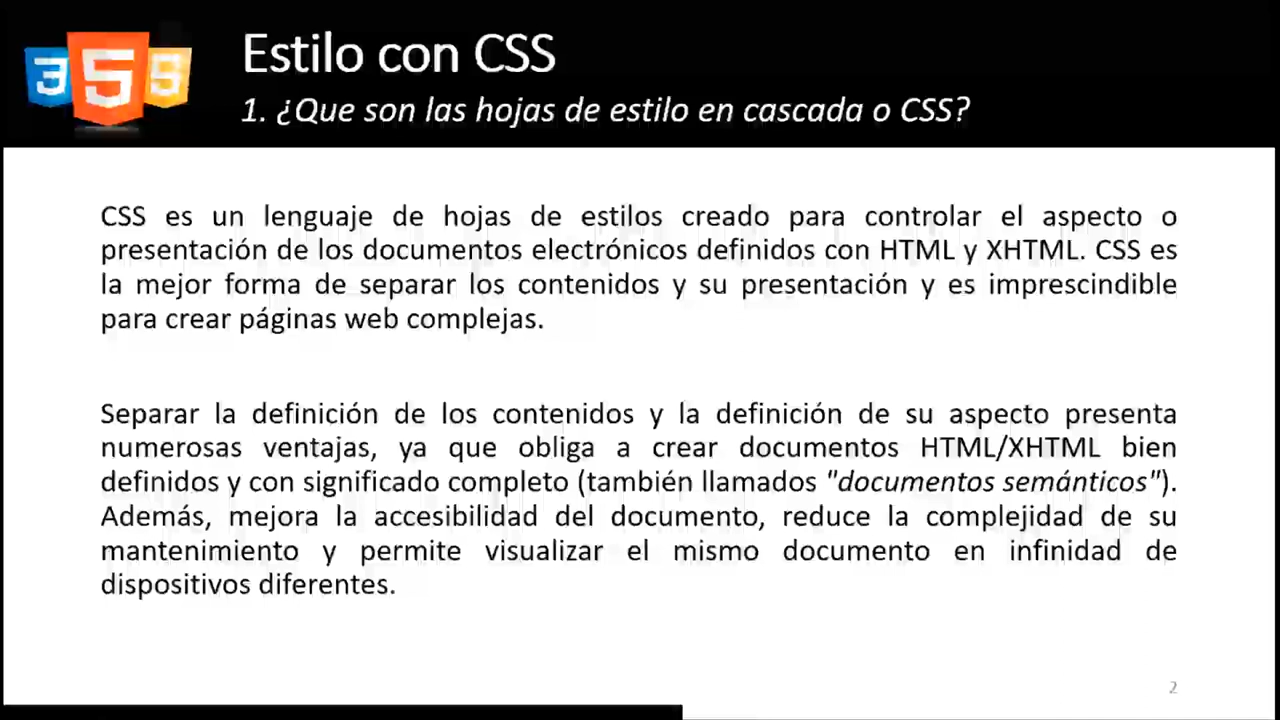 3 5 S
Estilo con CSS
1. ¿Que son las hojas de estilo en cascada o CSS?
CSS es un lenguaje de hojas de estilos creado para controlar el aspecto o
presentación de los documentos electrónicos definidos con HTML y XHTML. CSS es
la mejor forma de separar los contenidos y su presentación y es imprescindible
para crear páginas web complejas.
Separar la definición de los contenidos y la definición de su aspecto presenta
numerosas ventajas, ya que obliga a crear documentos HTML/XHTML bien
definidos y con significado completo (también llamados "documentos semánticos").
Además, mejora la accesibilidad del documento, reduce la complejidad de su
mantenimiento y permite visualizar el mismo documento en infinidad de
dispositivos diferentes.
2